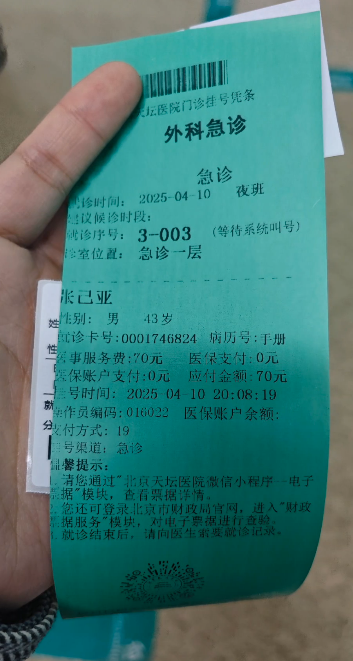 天坛医院门诊挂号凭条
外科急诊
急诊
就诊时间: 2025-04-10 夜班
建议候诊时段:
就诊序号: 3-003 (等待系统叫号)
诊室位置: 急诊一层
张己亚
性别: 男 43岁
就诊卡号:0001746824 病历号:手册
医事服务费:70元 医保支付:0元
医保账户支付:0元 应付金额:70元
挂号时间: 2025-04-10 20:08:19
操作员编码:016022 医保账户余额:
支付方式: 19
挂号渠道: 急诊
温馨提示:
1.请您通过"北京天坛医院微信小程序—电子
票据"模块,查看票据详情。
2.您还可登录北京市财政局官网,进入"财政
票据服务"模块,对电子票据进行查验。
3.就诊结束后,请向医生索要就诊记录。
姓
性
就
分